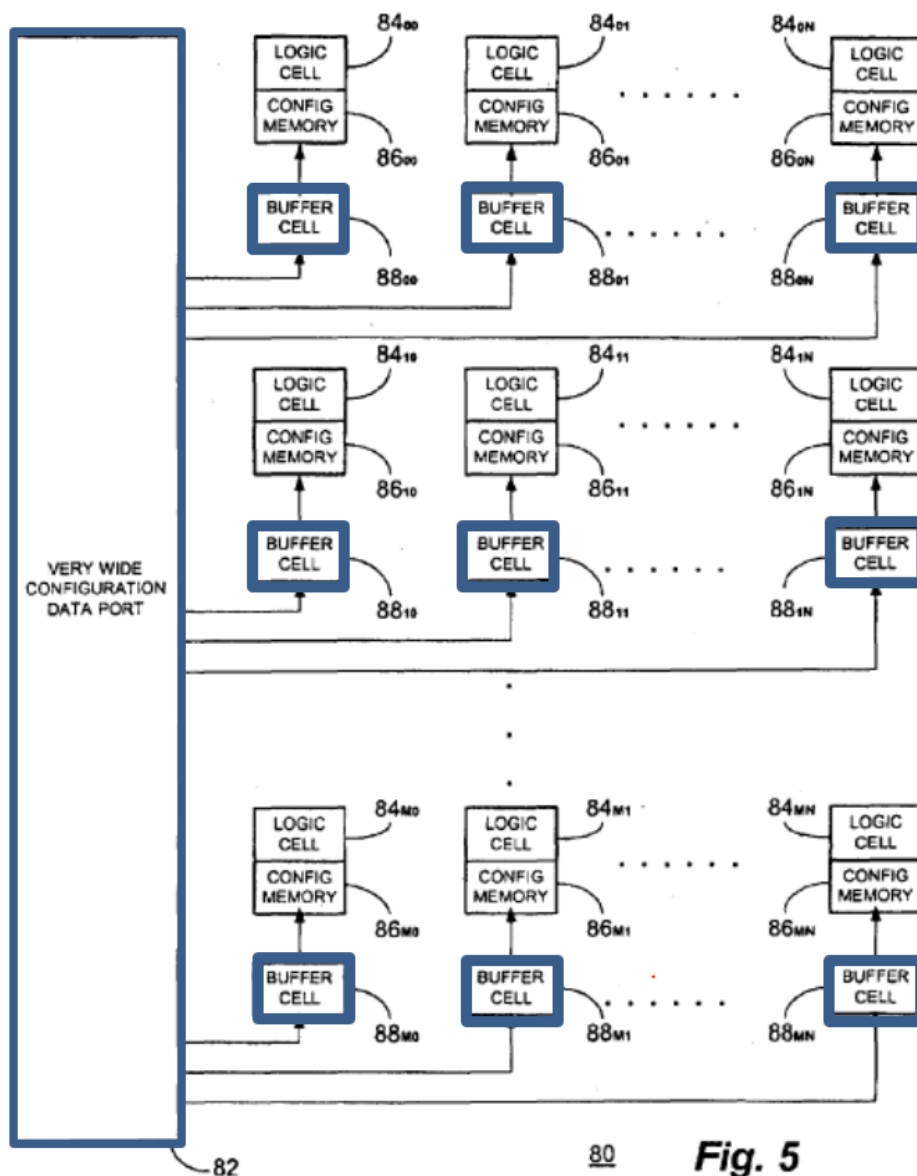 84₀₀ 84₀₁ 84₀N
LOGIC CELL LOGIC CELL LOGIC CELL
CONFIG MEMORY CONFIG MEMORY CONFIG MEMORY
86₀₀ 86₀₁ 86₀N
BUFFER CELL BUFFER CELL BUFFER CELL
88₀₀ 88₀₁ 88₀N
84₁₀ 84₁₁ 84₁N
LOGIC CELL LOGIC CELL LOGIC CELL
CONFIG MEMORY CONFIG MEMORY CONFIG MEMORY
86₁₀ 86₁₁ 86₁N
BUFFER CELL BUFFER CELL BUFFER CELL
88₁₀ 88₁₁ 88₁N
VERY WIDE
CONFIGURATION
DATA PORT
84M₀ 84M₁ 84MN
LOGIC CELL LOGIC CELL LOGIC CELL
CONFIG MEMORY CONFIG MEMORY CONFIG MEMORY
86M₀ 86M₁ 86MN
BUFFER CELL BUFFER CELL BUFFER CELL
88M₀ 88M₁ 88MN
82 80 Fig. 5